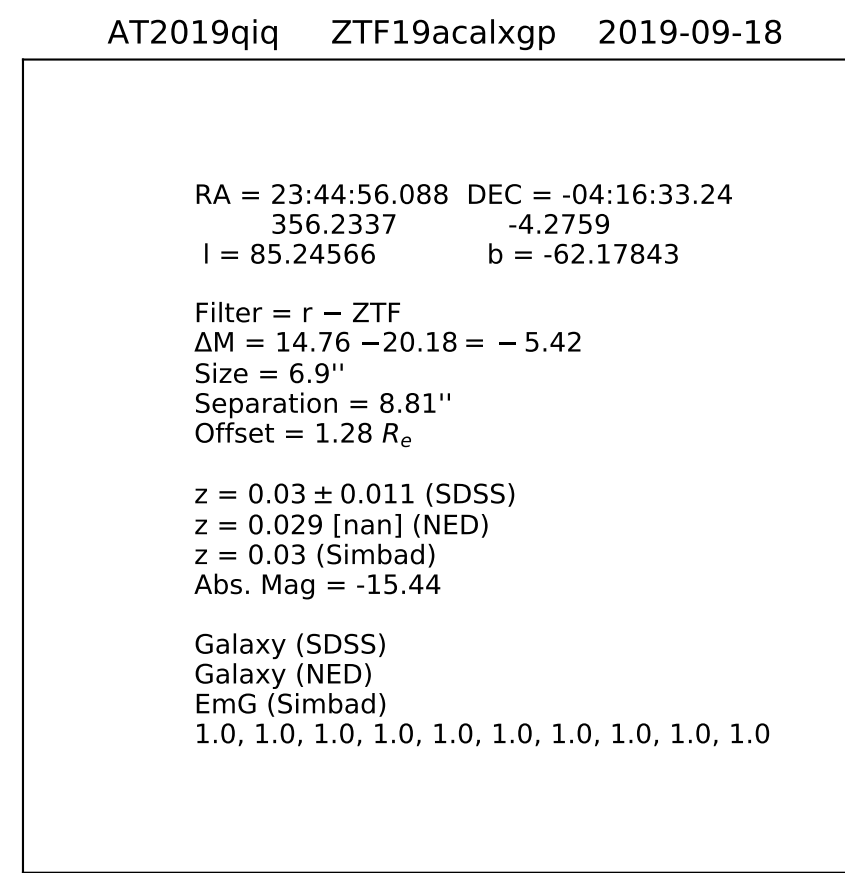 AT2019qiq ZTF19acalxgp 2019-09-18
RA = 23:44:56.088 DEC = -04:16:33.24
356.2337 -4.2759
l = 85.24566 b = -62.17843
Filter = r − ZTF
ΔM = 14.76 −20.18 = − 5.42
Size = 6.9''
Separation = 8.81''
Offset = 1.28 Re
z = 0.03 ± 0.011 (SDSS)
z = 0.029 [nan] (NED)
z = 0.03 (Simbad)
Abs. Mag = -15.44
Galaxy (SDSS)
Galaxy (NED)
EmG (Simbad)
1.0, 1.0, 1.0, 1.0, 1.0, 1.0, 1.0, 1.0, 1.0, 1.0